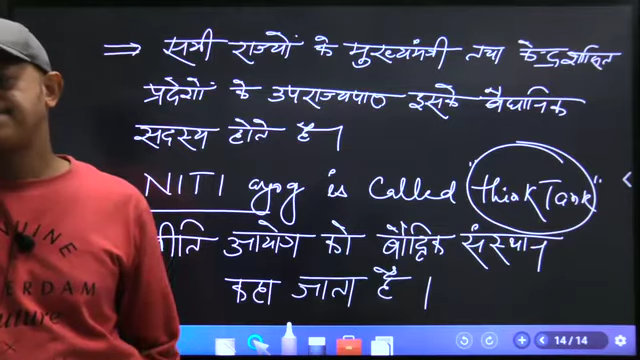 ⇒ सभी राज्यों के मुख्यमंत्री तथा केन्द्रशासित
प्रदेशों के उपराज्यपाल इसके वैधानिक
सदस्य होते है।
NITI ayog is Called "think Tank"
नीति आयोग को बौद्धिक संस्थान
कहा जाता है।
14/14